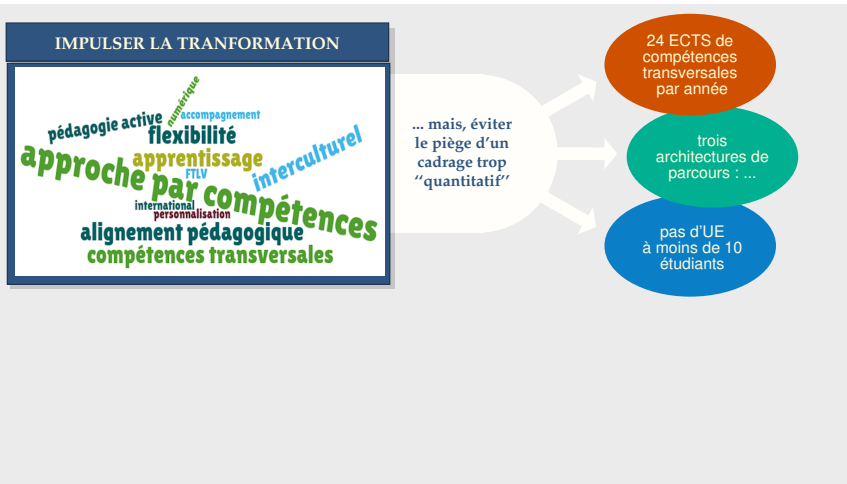 IMPULSER LA TRANFORMATION
numérique
accompagnement
pédagogie active
flexibilité
interculturel
apprentissage
approche par compétences
FTLV
international
personnalisation
alignement pédagogique
compétences transversales
... mais, éviter
le piège d’un
cadrage trop
‘‘quantitatif’’
24 ECTS de
compétences
transversales
par année
trois
architectures de
parcours : ...
pas d’UE
à moins de 10
étudiants